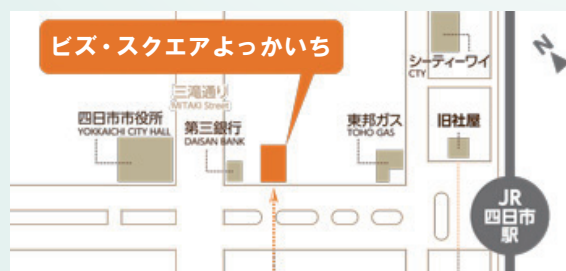 ビズ・スクエアよっかいち
シーティーワイ
CTY
N
三滝通り
MITAKI Street
四日市市役所
YOKKAICHI CITY HALL
第三銀行
DAISAN BANK
東邦ガス
TOHO GAS
旧社屋
JR
四日市
駅